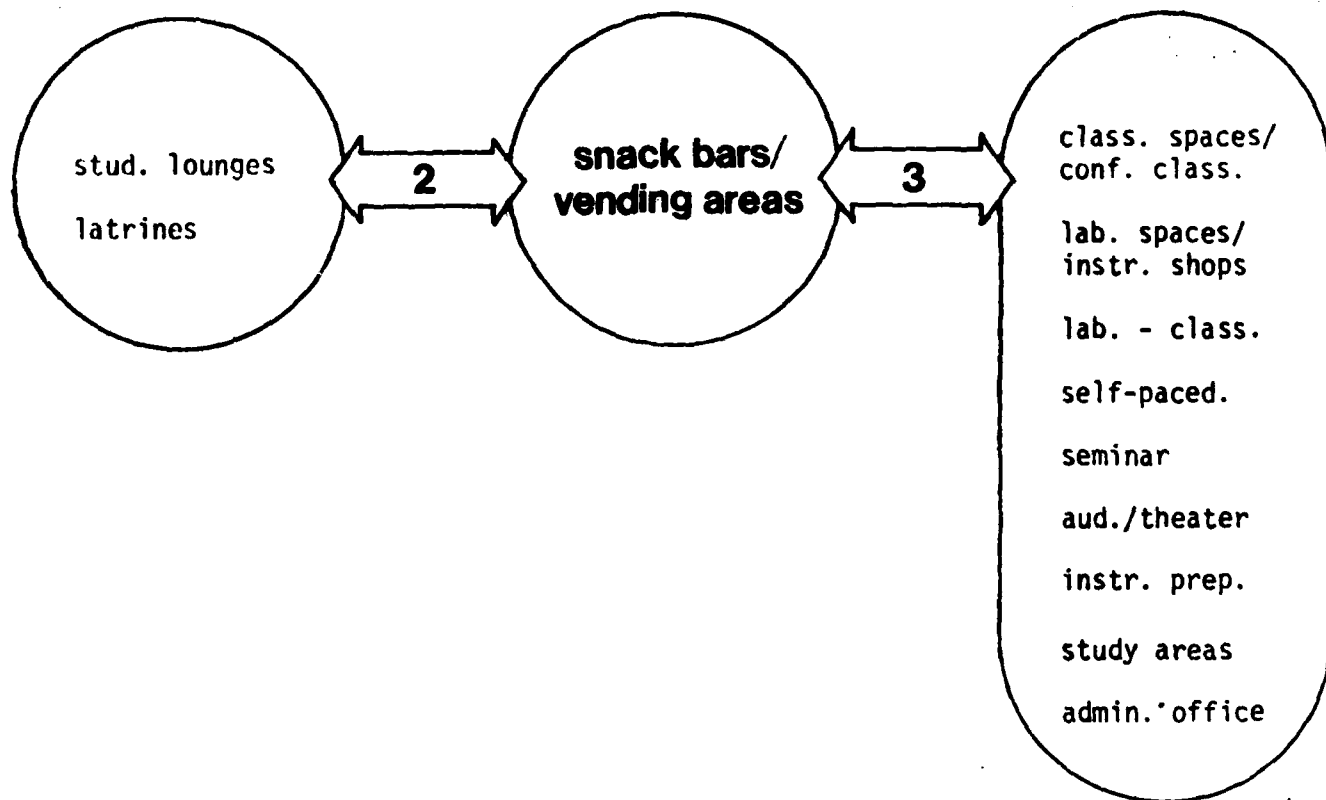 stud. lounges
latrines
2
snack bars/
vending areas
3
class. spaces/
conf. class.
lab. spaces/
instr. shops
lab. - class.
self-paced.
seminar
aud./theater
instr. prep.
study areas
admin. office